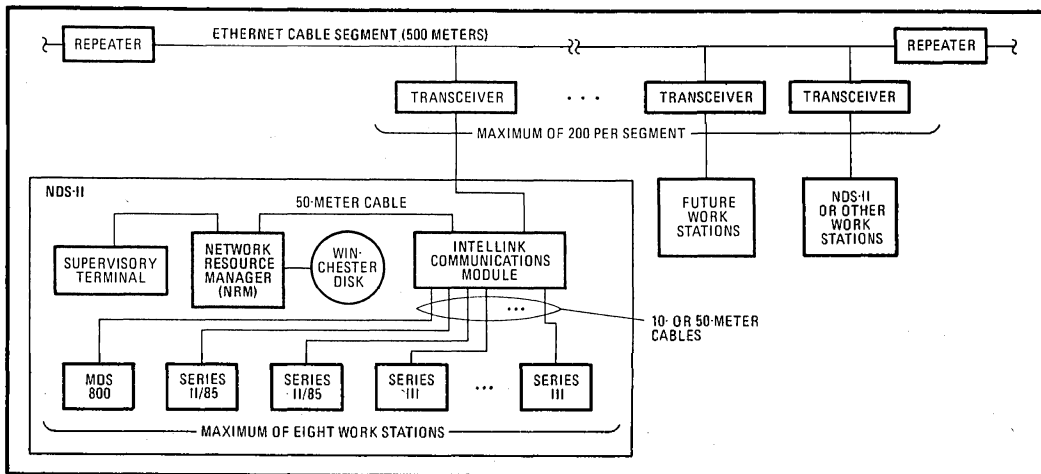 REPEATER
ETHERNET CABLE SEGMENT (500 METERS)
REPEATER
TRANSCEIVER
...
TRANSCEIVER
TRANSCEIVER
MAXIMUM OF 200 PER SEGMENT
NDS-II
50-METER CABLE
SUPERVISORY
TERMINAL
NETWORK
RESOURCE
MANAGER
(NRM)
WIN-
CHESTER
DISK
INTELLINK
COMMUNICATIONS
MODULE
FUTURE
WORK
STATIONS
NDS-II
OR OTHER
WORK
STATIONS
...
10- OR 50-METER
CABLES
MDS
800
SERIES
II/85
SERIES
II/85
SERIES
III
...
SERIES
III
MAXIMUM OF EIGHT WORK STATIONS